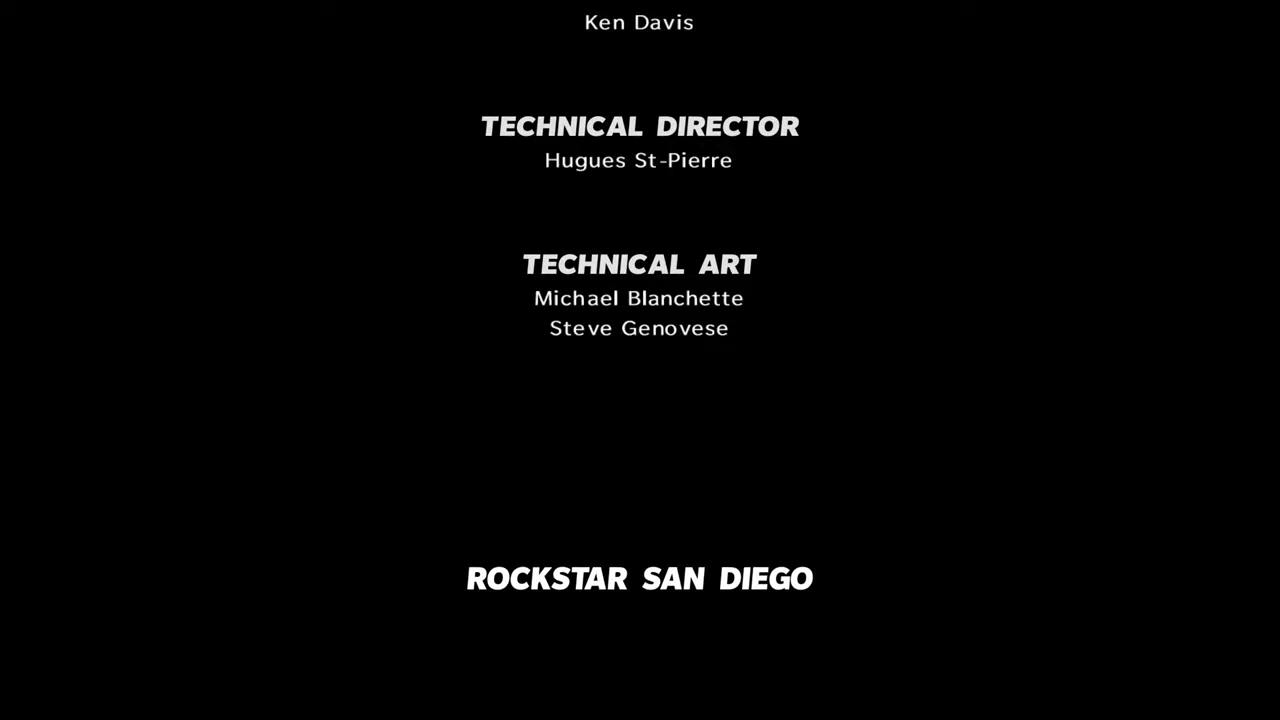 Ken Davis
TECHNICAL DIRECTOR
Hugues St-Pierre
TECHNICAL ART
Michael Blanchette
Steve Genovese
ROCKSTAR SAN DIEGO